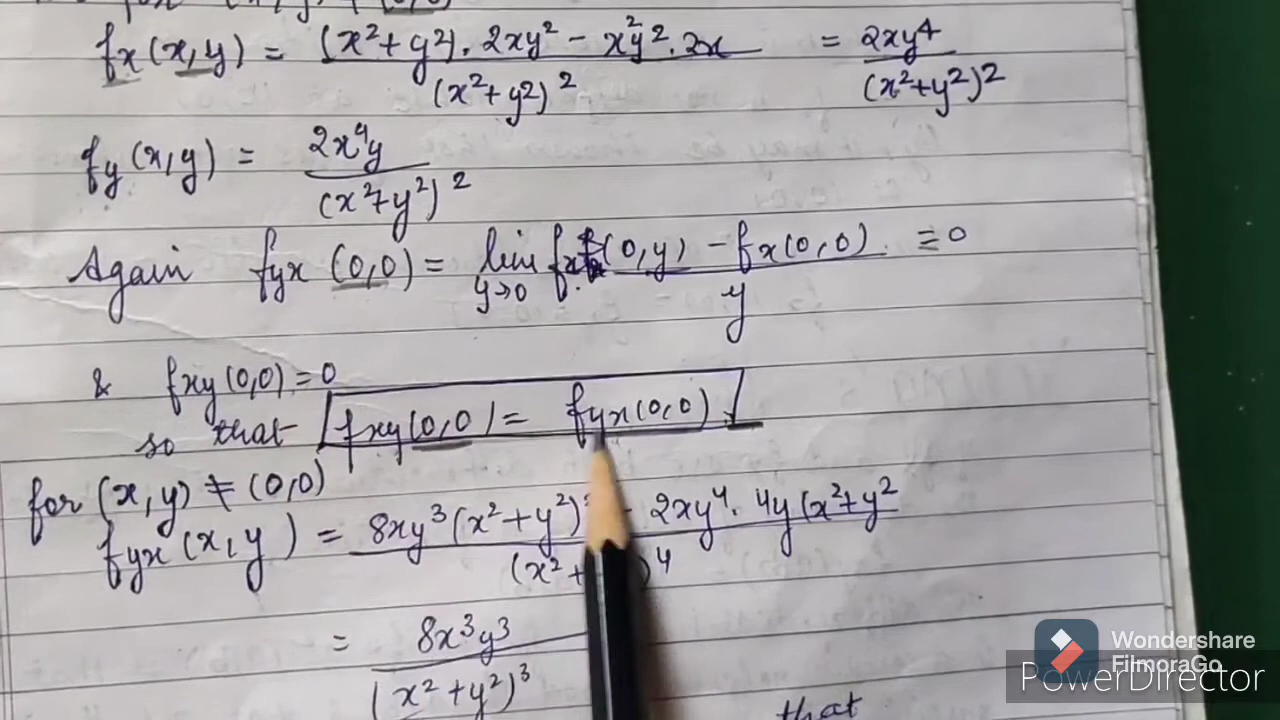 fx (x,y) = (x²+y²). 2xy² - x²y². 2x / (x²+y²)² = 2xy⁴ / (x²+y²)²
fy (x,y) = 2x⁴y / (x²+y²)²
Again fyx (0,0) = lim y→0 fx (0,y) - fx(0,0) / y = 0
& fxy(0,0)=0
so that fxy(0,0) = fyx(0,0)
for (x,y) ≠ (0,0)
fyx (x,y) = 8xy³(x²+y²) - 2xy⁴. 4y(x²+y² / (x²+ )⁴
= 8x³y³ / (x²+y²)³
that
Wondershare
FilmoraGo
PowerDirector